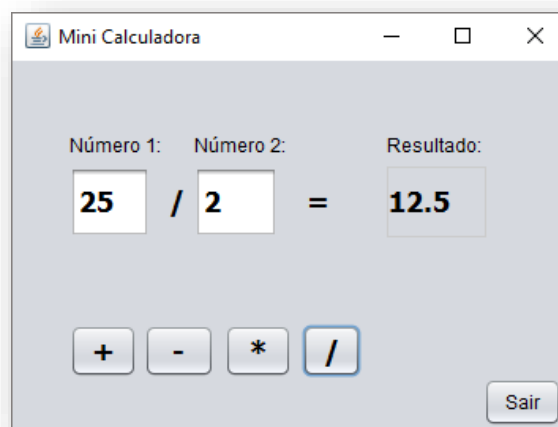 Mini Calculadora
Número 1: Número 2: Resultado:
25 / 2 = 12.5
+ - * /
Sair